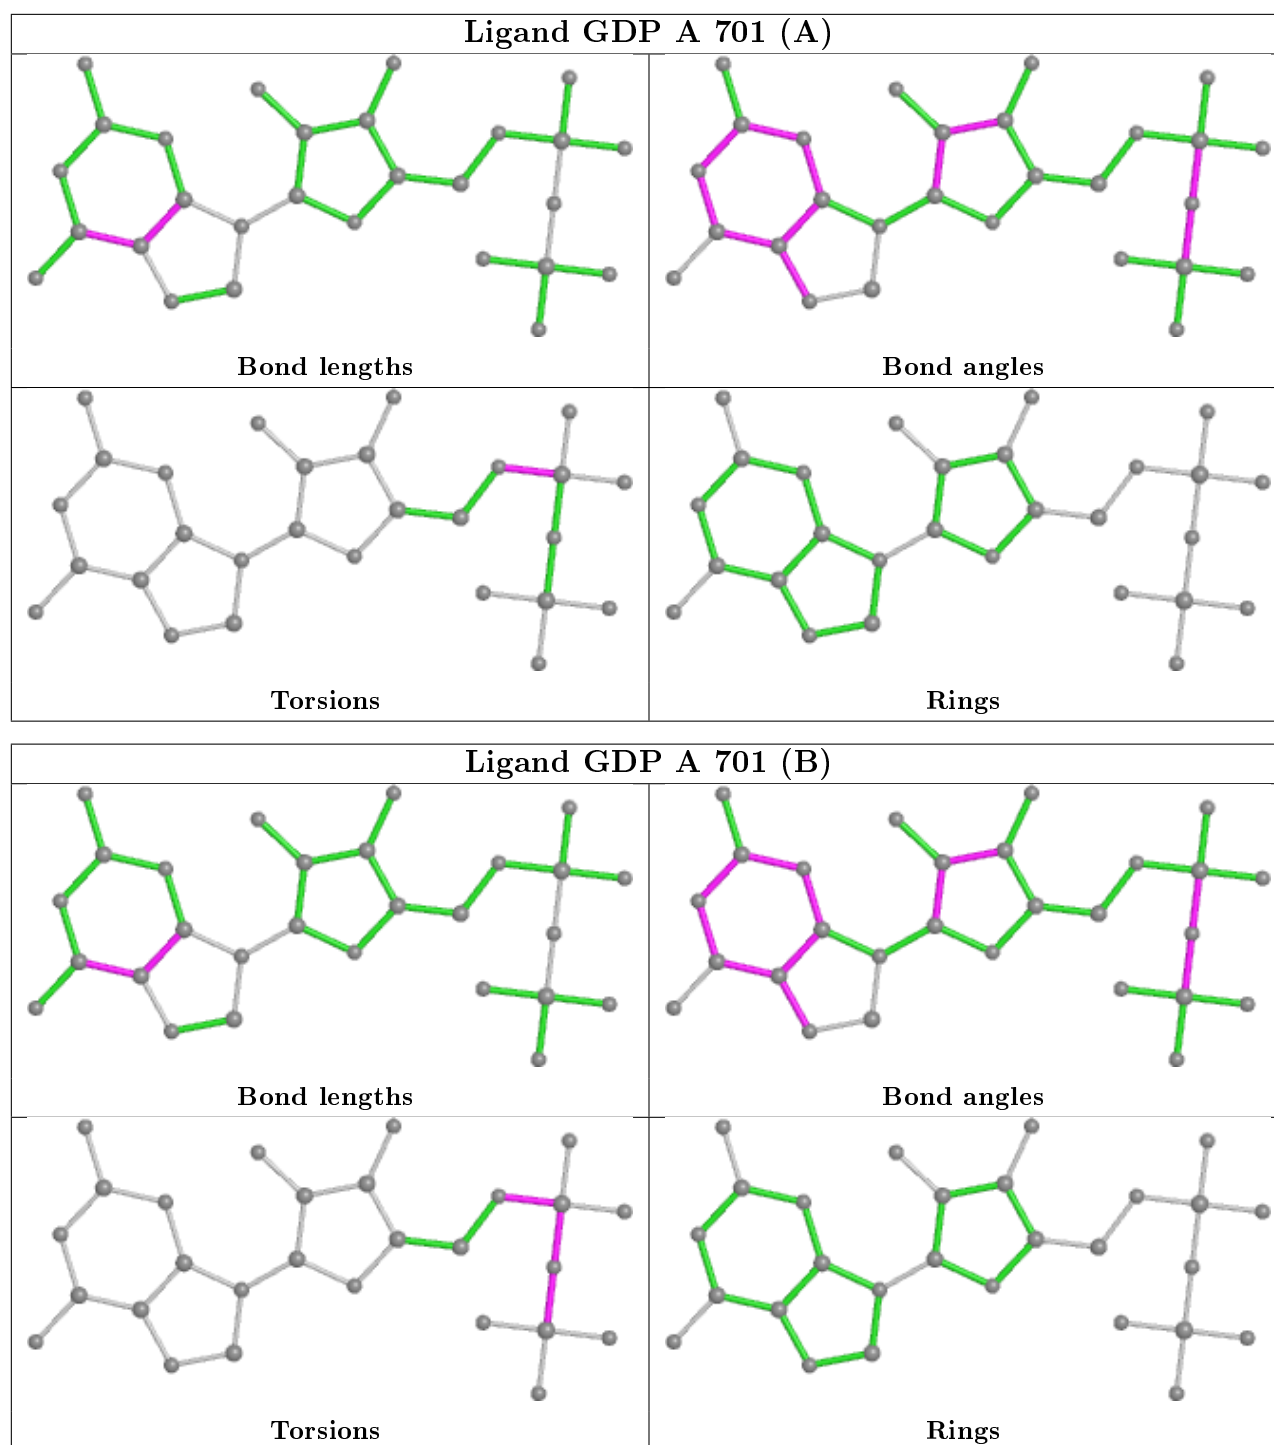 Ligand GDP A 701 (A)
Bond lengths
Bond angles
Torsions
Rings
Ligand GDP A 701 (B)
Bond lengths
Bond angles
Torsions
Rings